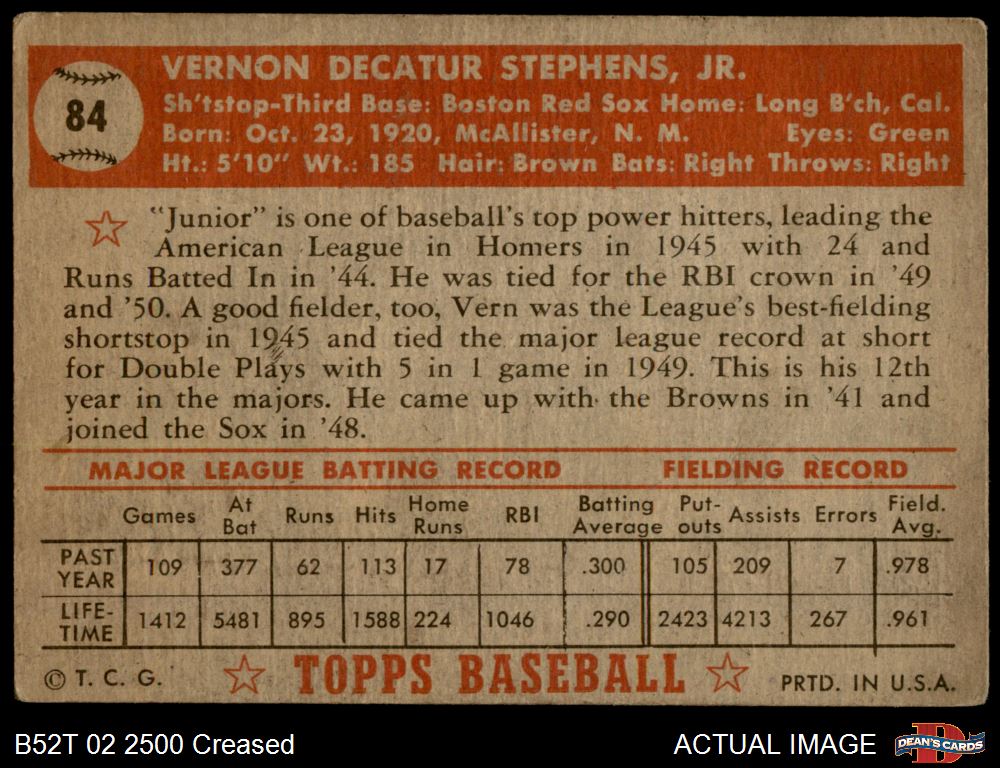 84
VERNON DECATUR STEPHENS, JR.
Sh'tstop-Third Base: Boston Red Sox Home: Long B'ch, Cal.
Born: Oct. 23, 1920, McAllister, N. M. Eyes: Green
Ht.: 5'10" Wt.: 185 Hair: Brown Bats: Right Throws: Right
"Junior" is one of baseball's top power hitters, leading the
American League in Homers in 1945 with 24 and
Runs Batted In in '44. He was tied for the RBI crown in '49
and '50. A good fielder, too, Vern was the League's best-fielding
shortstop in 1945 and tied the major league record at short
for Double Plays with 5 in 1 game in 1949. This is his 12th
year in the majors. He came up with the Browns in '41 and
joined the Sox in '48.
MAJOR LEAGUE BATTING RECORD FIELDING RECORD
Games At Bat Runs Hits Home Runs RBI Batting Average Put-outs Assists Errors Field. Avg.
PAST YEAR 109 377 62 113 17 78 .300 105 209 7 .978
LIFE-TIME 1412 5481 895 1588 224 1046 .290 2423 4213 267 .961
© T. C. G. TOPPS BASEBALL PRTD. IN U.S.A.
B52T 02 2500 Creased ACTUAL IMAGE DEAN'S CARDS